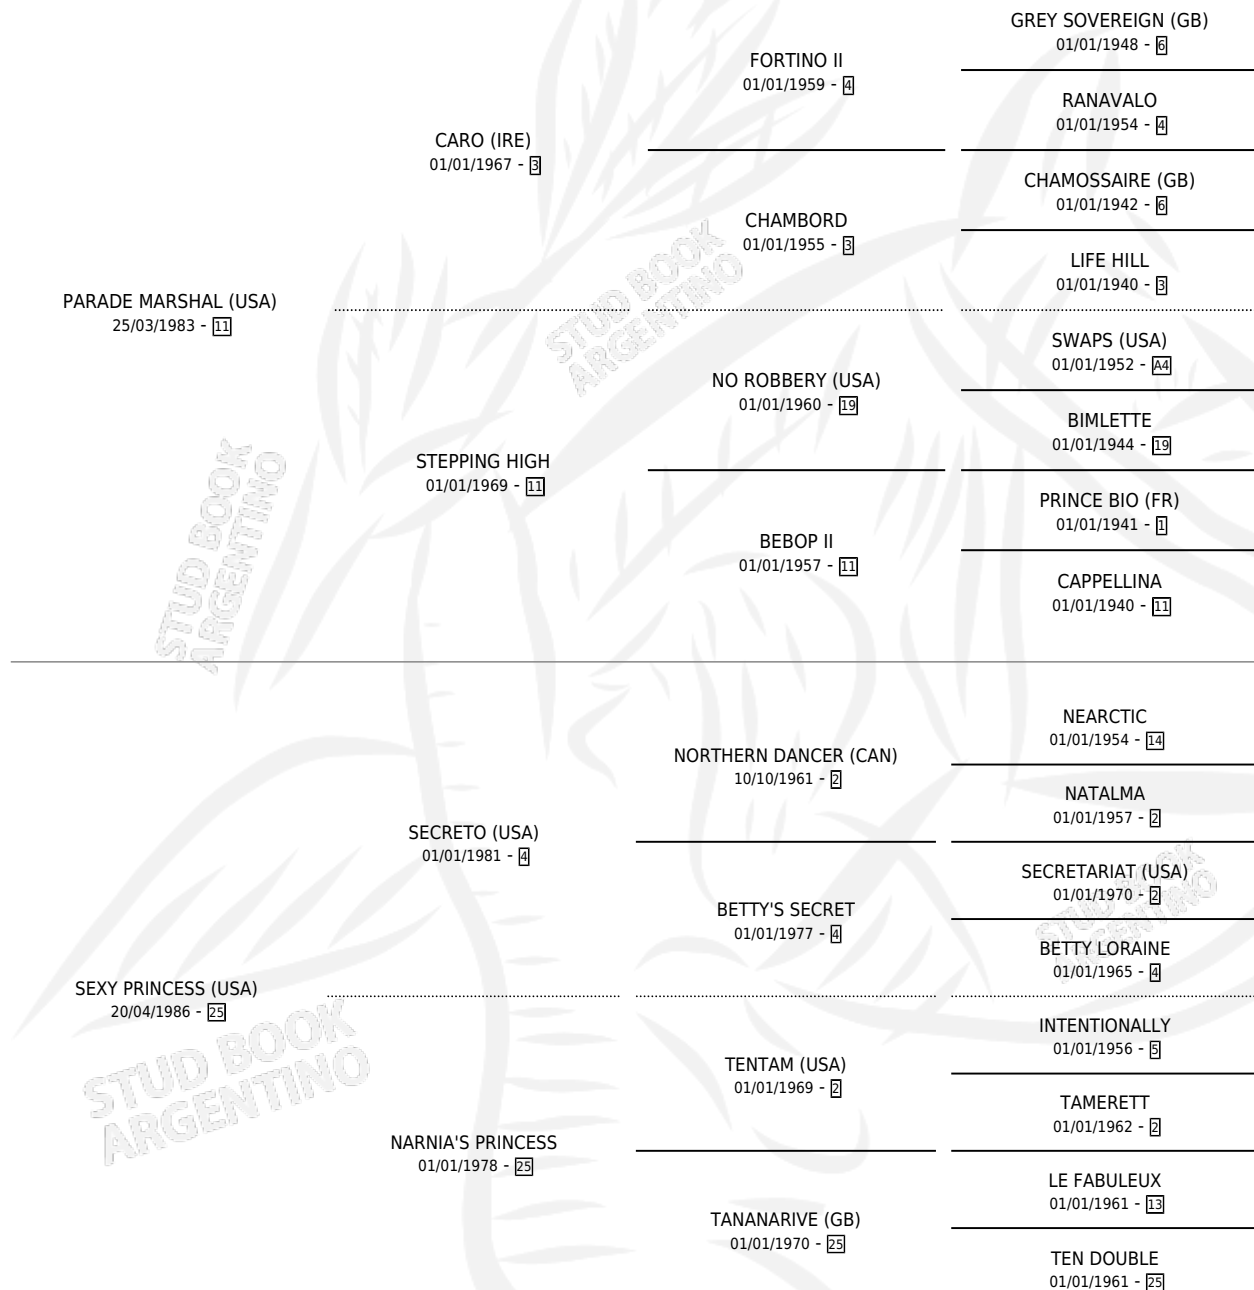 GREY SOVEREIGN (GB)
01/01/1948 - 6
FORTINO II
01/01/1959 - 4
RANAVALO
01/01/1954 - 4
CARO (IRE)
01/01/1967 - 3
CHAMOSSAIRE (GB)
01/01/1942 - 6
CHAMBORD
01/01/1955 - 3
LIFE HILL
01/01/1940 - 3
PARADE MARSHAL (USA)
25/03/1983 - 11
STUD BOOK
ARGENTINO
SWAPS (USA)
01/01/1952 - A4
NO ROBBERY (USA)
01/01/1960 - 19
BIMLETTE
01/01/1944 - 19
STEPPING HIGH
01/01/1969 - 11
PRINCE BIO (FR)
01/01/1941 - 1
BEBOP II
01/01/1957 - 11
CAPPELLINA
01/01/1940 - 11
STUD BOOK
ARGENTINO
NEARCTIC
01/01/1954 - 14
NORTHERN DANCER (CAN)
10/10/1961 - 2
NATALMA
01/01/1957 - 2
SECRETO (USA)
01/01/1981 - 4
SECRETARIAT (USA)
01/01/1970 - 2
BETTY'S SECRET
01/01/1977 - 4
STUD BOOK
ARGENTINO
BETTY LORAINE
01/01/1965 - 4
SEXY PRINCESS (USA)
20/04/1986 - 25
STUD BOOK
ARGENTINO
INTENTIONALLY
01/01/1956 - 5
TENTAM (USA)
01/01/1969 - 2
TAMERETT
01/01/1962 - 2
NARNIA'S PRINCESS
01/01/1978 - 25
LE FABULEUX
01/01/1961 - 13
TANANARIVE (GB)
01/01/1970 - 25
TEN DOUBLE
01/01/1961 - 25